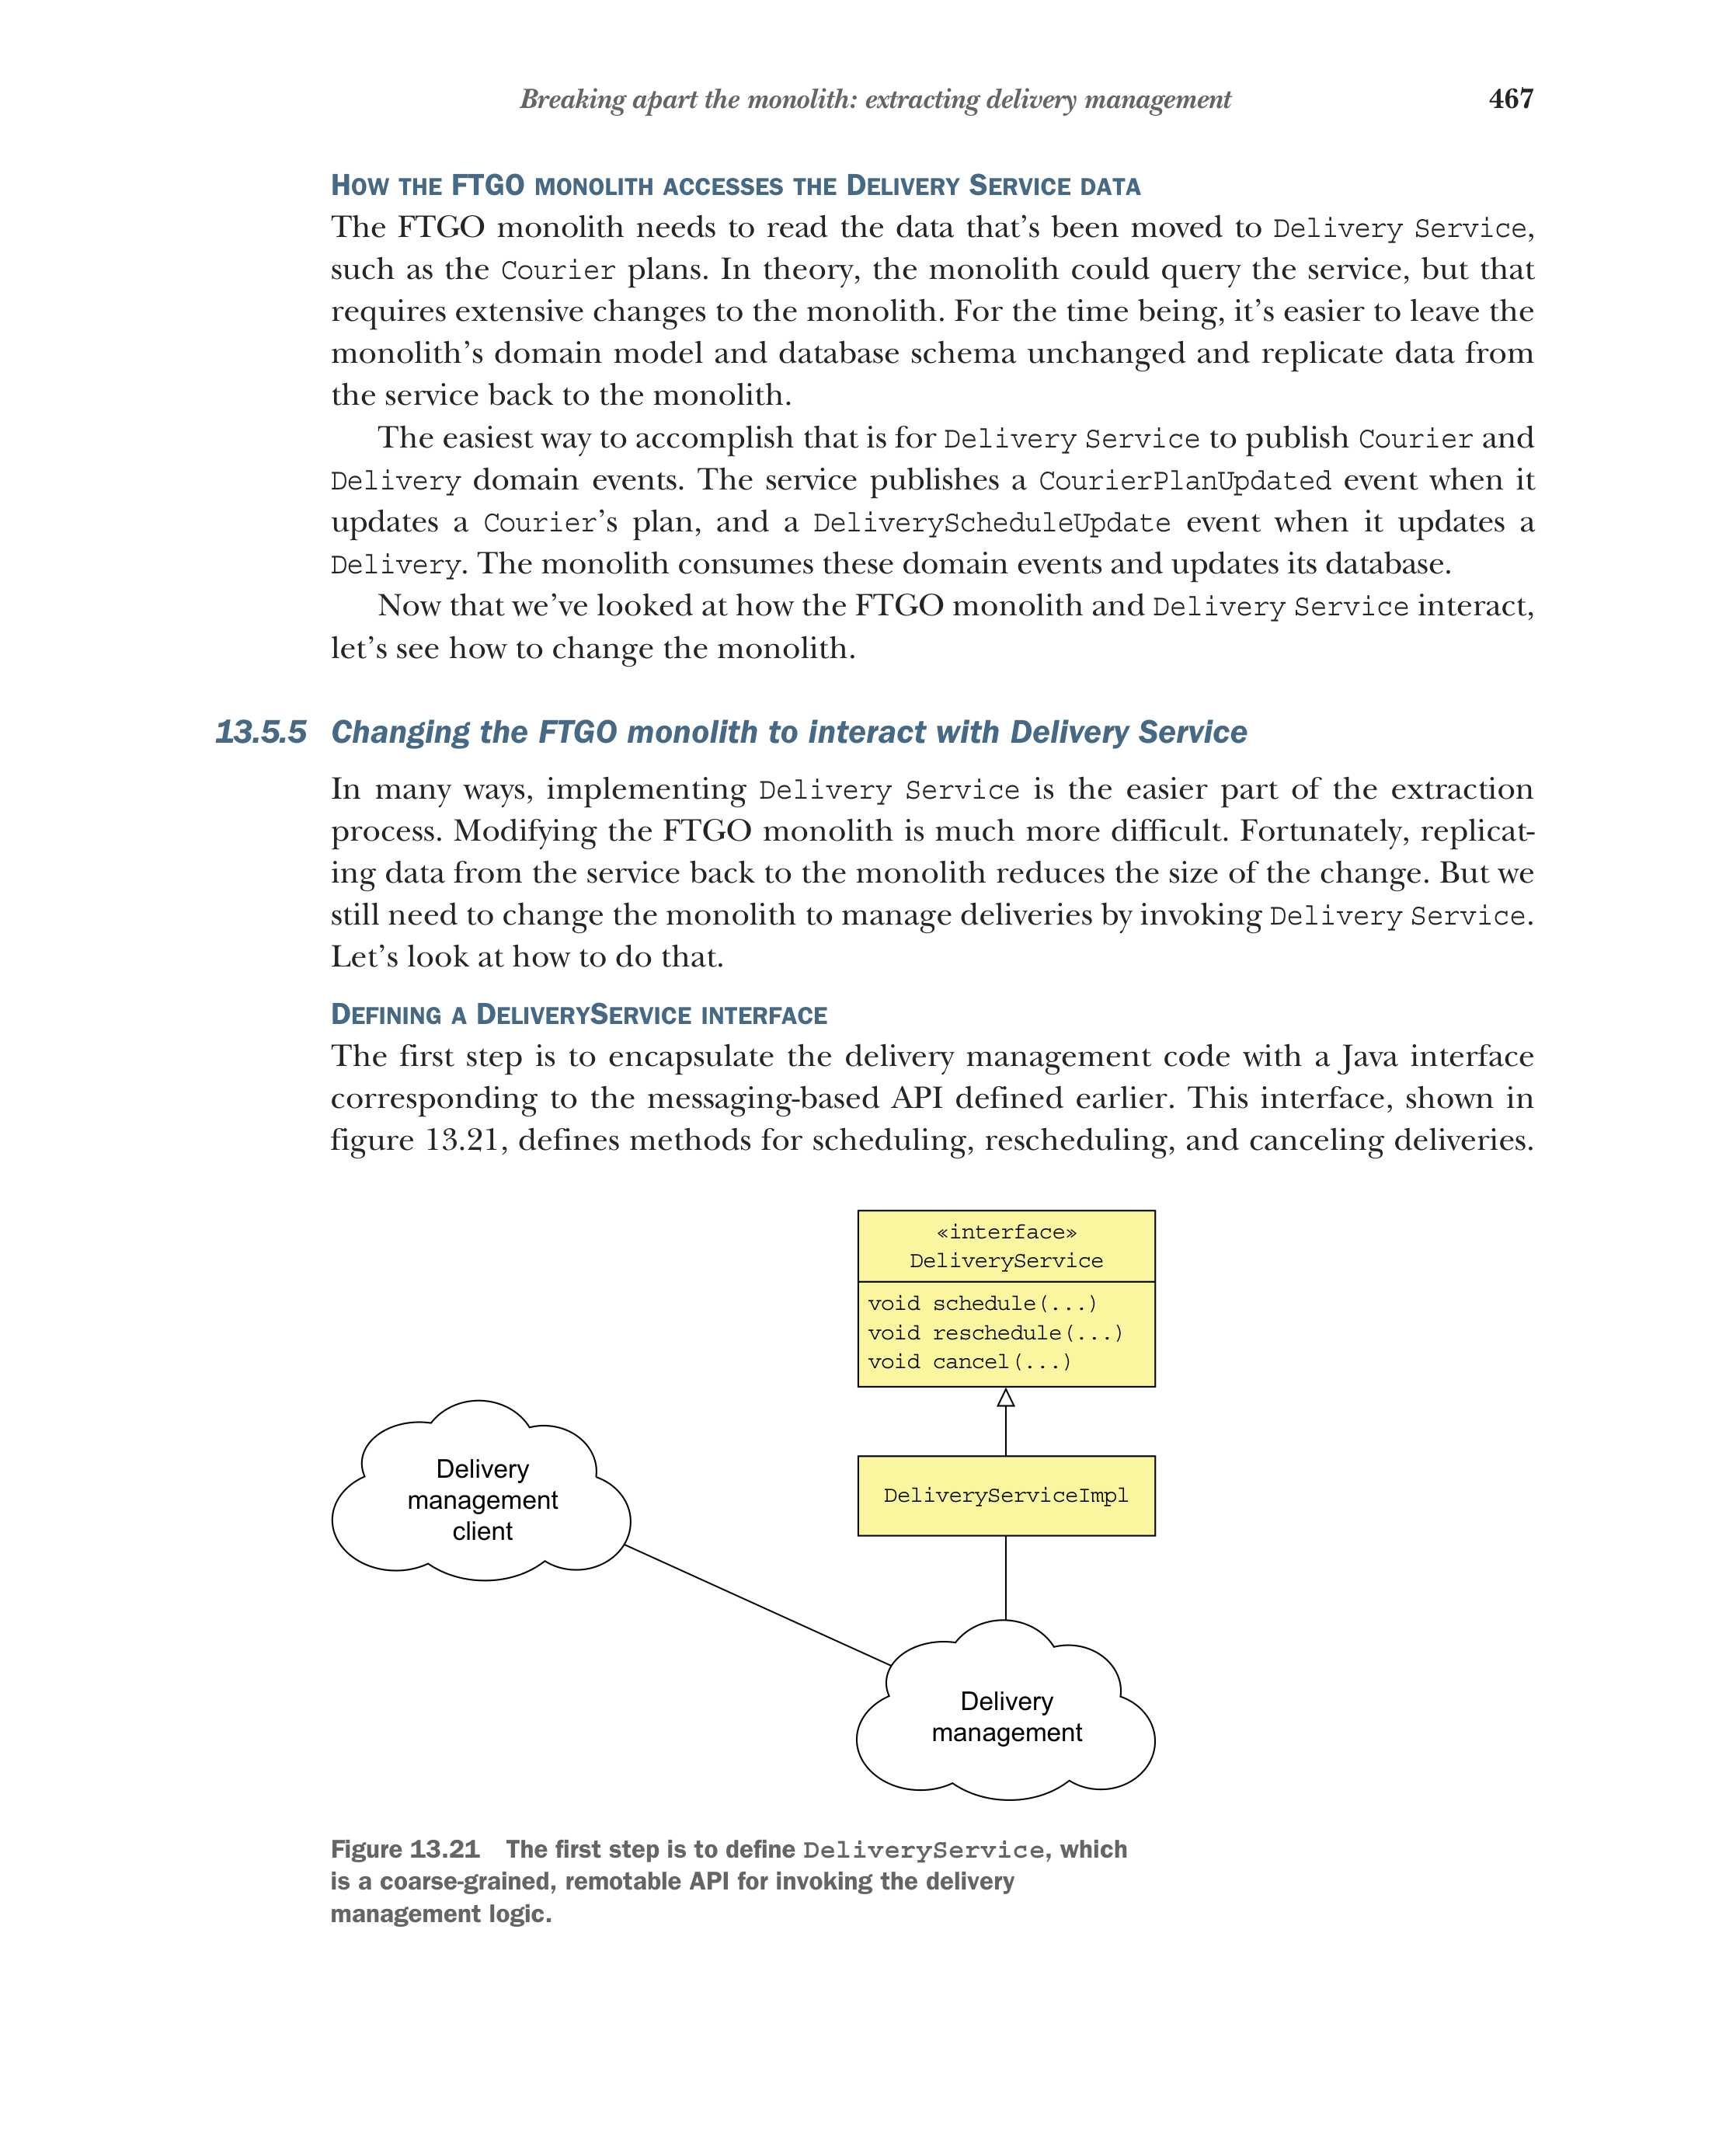 Breaking apart the monolith: extracting delivery management 467
HOW THE FTGO MONOLITH ACCESSES THE DELIVERY SERVICE DATA
The FTGO monolith needs to read the data that’s been moved to Delivery Service,
such as the Courier plans. In theory, the monolith could query the service, but that
requires extensive changes to the monolith. For the time being, it’s easier to leave the
monolith’s domain model and database schema unchanged and replicate data from
the service back to the monolith.
The easiest way to accomplish that is for Delivery Service to publish Courier and
Delivery domain events. The service publishes a CourierPlanUpdated event when it
updates a Courier’s plan, and a DeliveryScheduleUpdate event when it updates a
Delivery. The monolith consumes these domain events and updates its database.
Now that we’ve looked at how the FTGO monolith and Delivery Service interact,
let’s see how to change the monolith.
13.5.5 Changing the FTGO monolith to interact with Delivery Service
In many ways, implementing Delivery Service is the easier part of the extraction
process. Modifying the FTGO monolith is much more difficult. Fortunately, replicat-
ing data from the service back to the monolith reduces the size of the change. But we
still need to change the monolith to manage deliveries by invoking Delivery Service.
Let’s look at how to do that.
DEFINING A DELIVERYSERVICE INTERFACE
The first step is to encapsulate the delivery management code with a Java interface
corresponding to the messaging-based API defined earlier. This interface, shown in
figure 13.21, defines methods for scheduling, rescheduling, and canceling deliveries.
«interface»
DeliveryService
void schedule(...)
void reschedule(...)
void cancel(...)
Delivery
management
client
DeliveryServiceImpl
Delivery
management
Figure 13.21 The first step is to define DeliveryService, which
is a coarse-grained, remotable API for invoking the delivery
management logic.